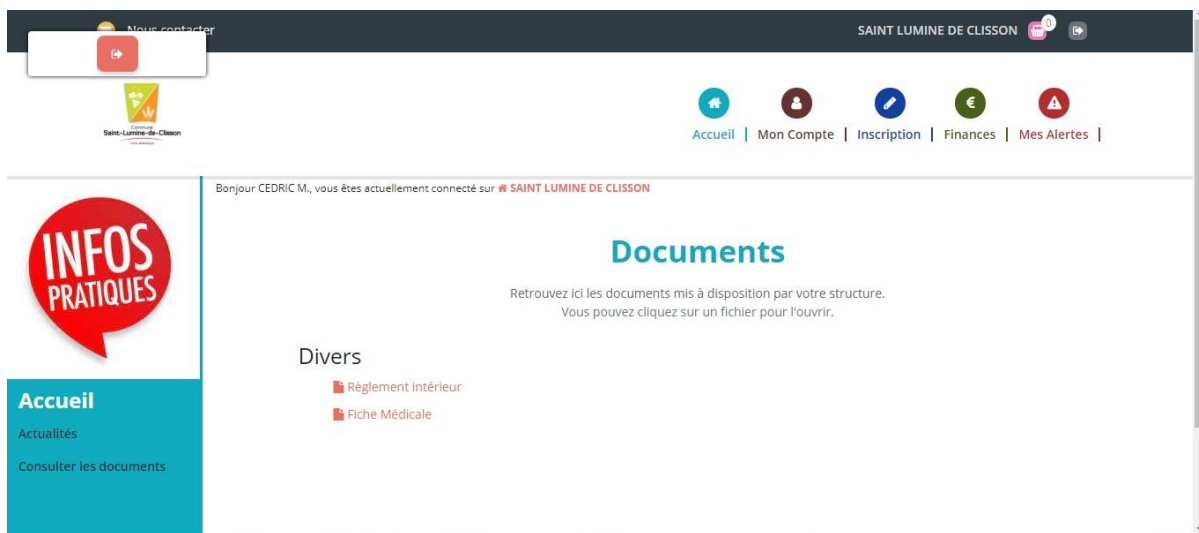 Nous contacter
SAINT LUMINE DE CLISSON
0
Commune
Saint-Lumine-de-Clisson
Accueil | Mon Compte | Inscription | Finances | Mes Alertes |
Bonjour CEDRIC M., vous êtes actuellement connecté sur SAINT LUMINE DE CLISSON
INFOS
PRATIQUES
Documents
Retrouvez ici les documents mis à disposition par votre structure.
Vous pouvez cliquez sur un fichier pour l'ouvrir.
Divers
Règlement intérieur
Fiche Médicale
Accueil
Actualités
Consulter les documents